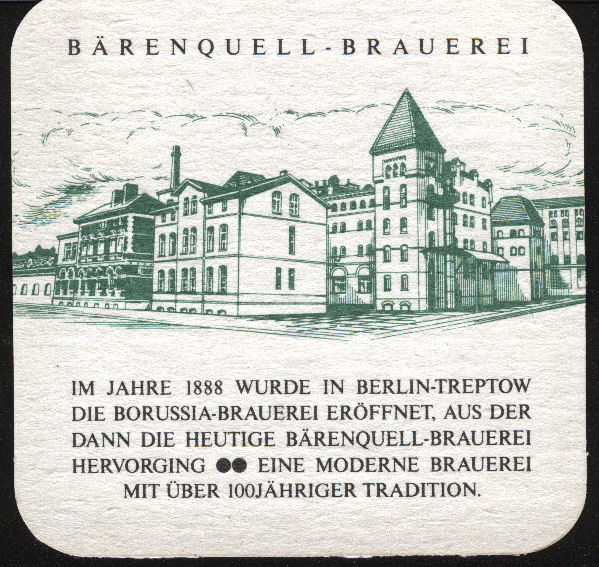 BÄRENQUELL-BRAUEREI
IM JAHRE 1888 WURDE IN BERLIN-TREPTOW
DIE BORUSSIA-BRAUEREI ERÖFFNET, AUS DER
DANN DIE HEUTIGE BÄRENQUELL-BRAUEREI
HERVORGING ●● EINE MODERNE BRAUEREI
MIT ÜBER 100JÄHRIGER TRADITION.